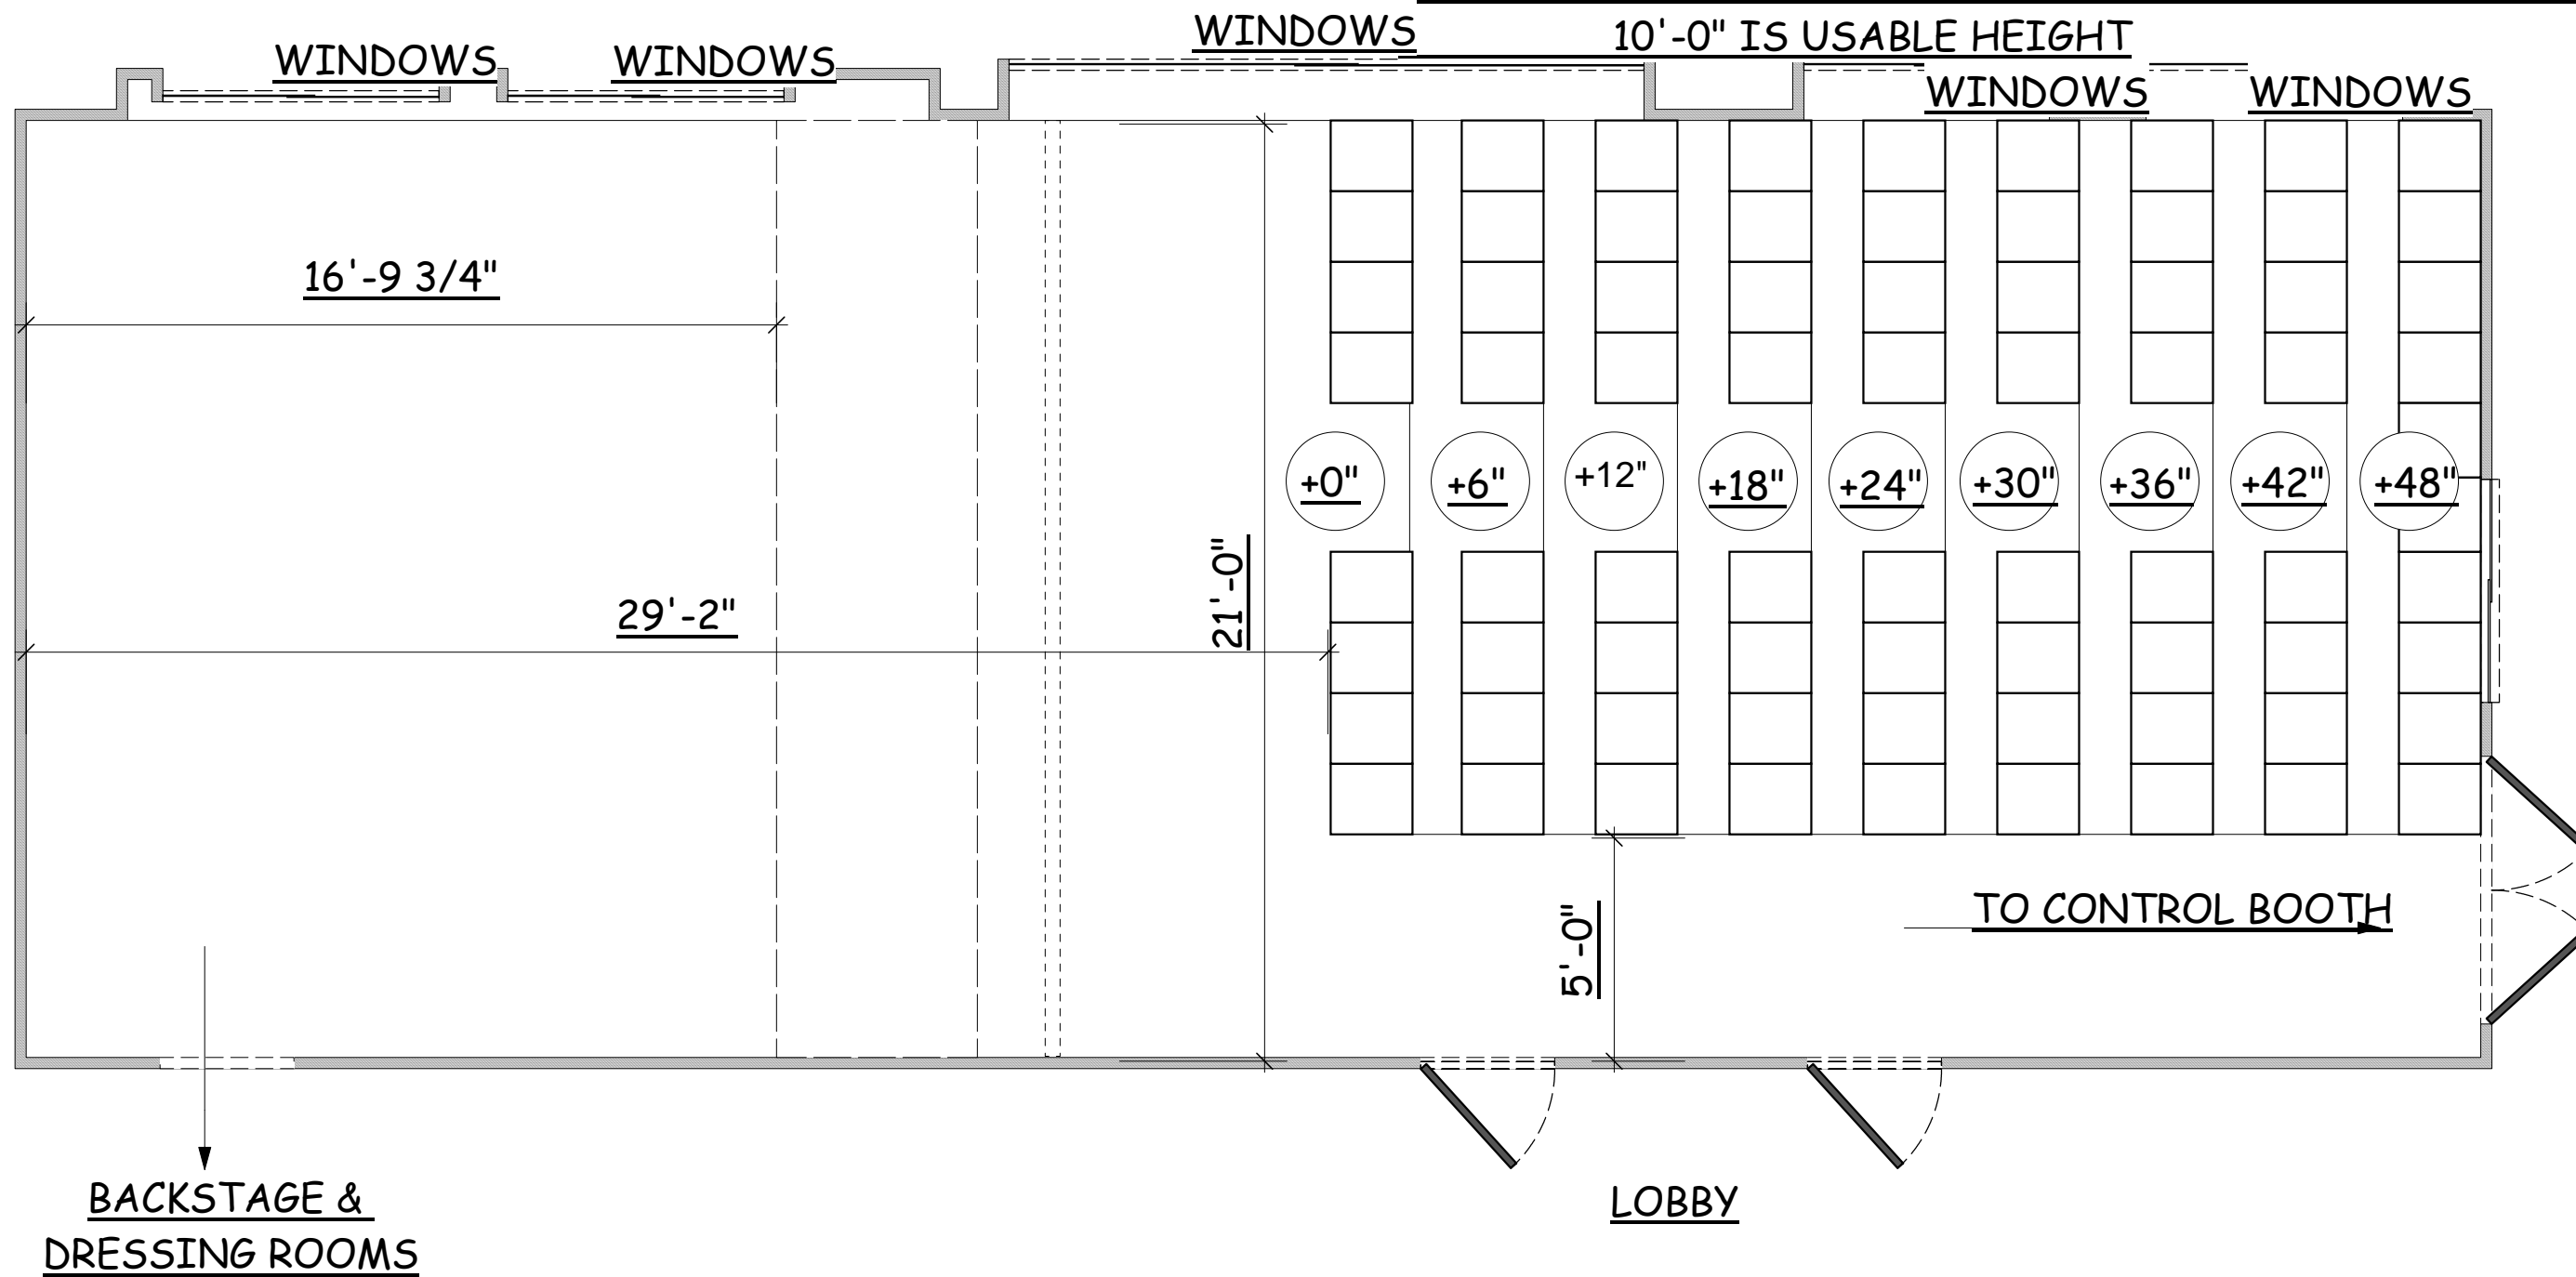 WINDOWS
10'-0" IS USABLE HEIGHT
WINDOWS
WINDOWS
WINDOWS
WINDOWS
16'-9 3/4"
+0"
+6"
+12"
+18"
+24"
+30"
+36"
+42"
+48"
29'-2"
21'-0"
5'-0"
TO CONTROL BOOTH
BACKSTAGE &
DRESSING ROOMS
LOBBY